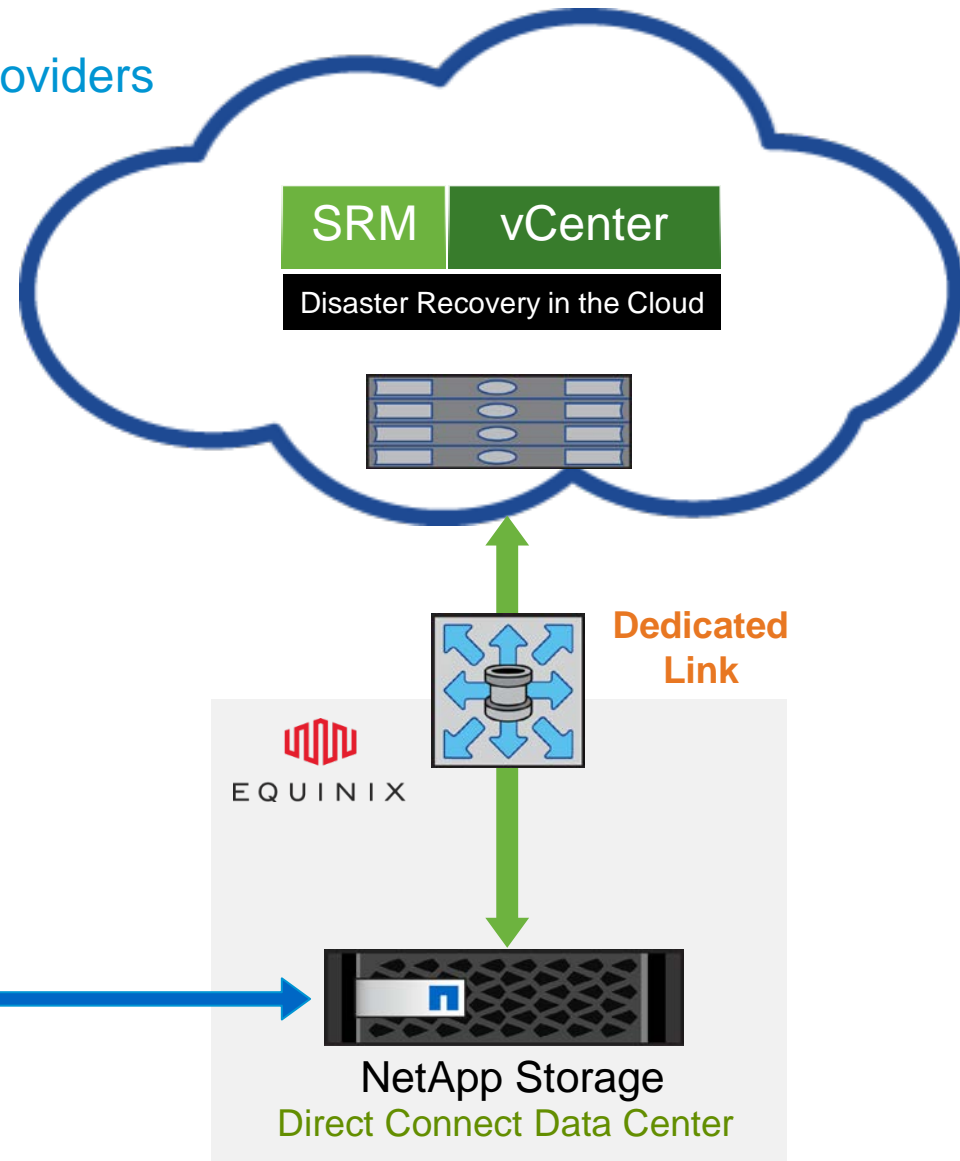 oviders
SRM vCenter
Disaster Recovery in the Cloud
Dedicated
Link
EQUINIX
NetApp Storage
Direct Connect Data Center